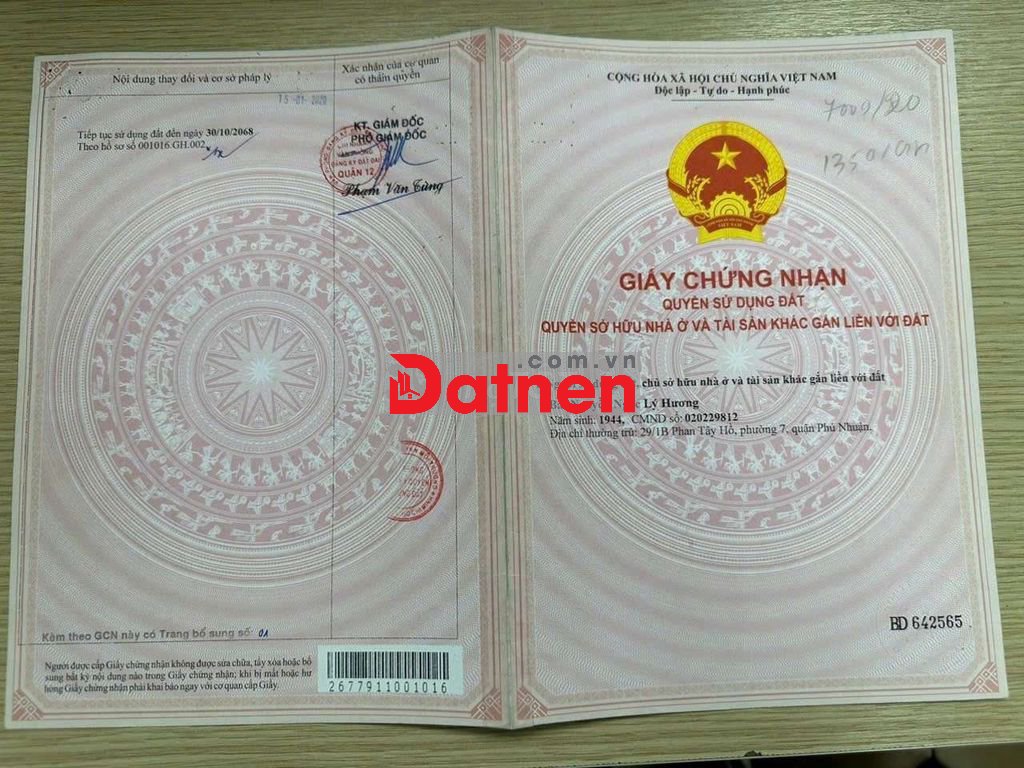 Nội dung thay đổi và cơ sở pháp lý
Xác nhận của cơ quan
có thẩm quyền
15 -01- 2020
Tiếp tục sử dụng đất đến ngày 30/10/2068
Theo hồ sơ số 001016.GH.002
KT. GIÁM ĐỐC
PHÓ GIÁM ĐỐC
ĐĂNG KÝ ĐẤT ĐAI
QUẬN 12
Phạm Văn Tùng
Kèm theo GCN này có Trang bổ sung số: 01
Người được cấp Giấy chứng nhận không được sửa chữa, tẩy xóa hoặc bổ
sung bất kỳ nội dung nào trong Giấy chứng nhận; khi bị mất hoặc hư
hỏng Giấy chứng nhận phải khai báo ngay với cơ quan cấp Giấy.
2677911001016
CỘNG HÒA XÃ HỘI CHỦ NGHĨA VIỆT NAM
Độc lập - Tự do - Hạnh phúc
VIỆT NAM
GIẤY CHỨNG NHẬN
QUYỀN SỬ DỤNG ĐẤT
QUYỀN SỞ HỮU NHÀ Ở VÀ TÀI SẢN KHÁC GẮN LIỀN VỚI ĐẤT
.com.vn
Datnen
chủ sở hữu nhà ở và tài sản khác gắn liền với đất
Lý Hương
Năm sinh: 1944, CMND số: 020229812
Địa chỉ thường trú: 29/1B Phan Tây Hồ, phường 7, quận Phú Nhuận.
BD 642565